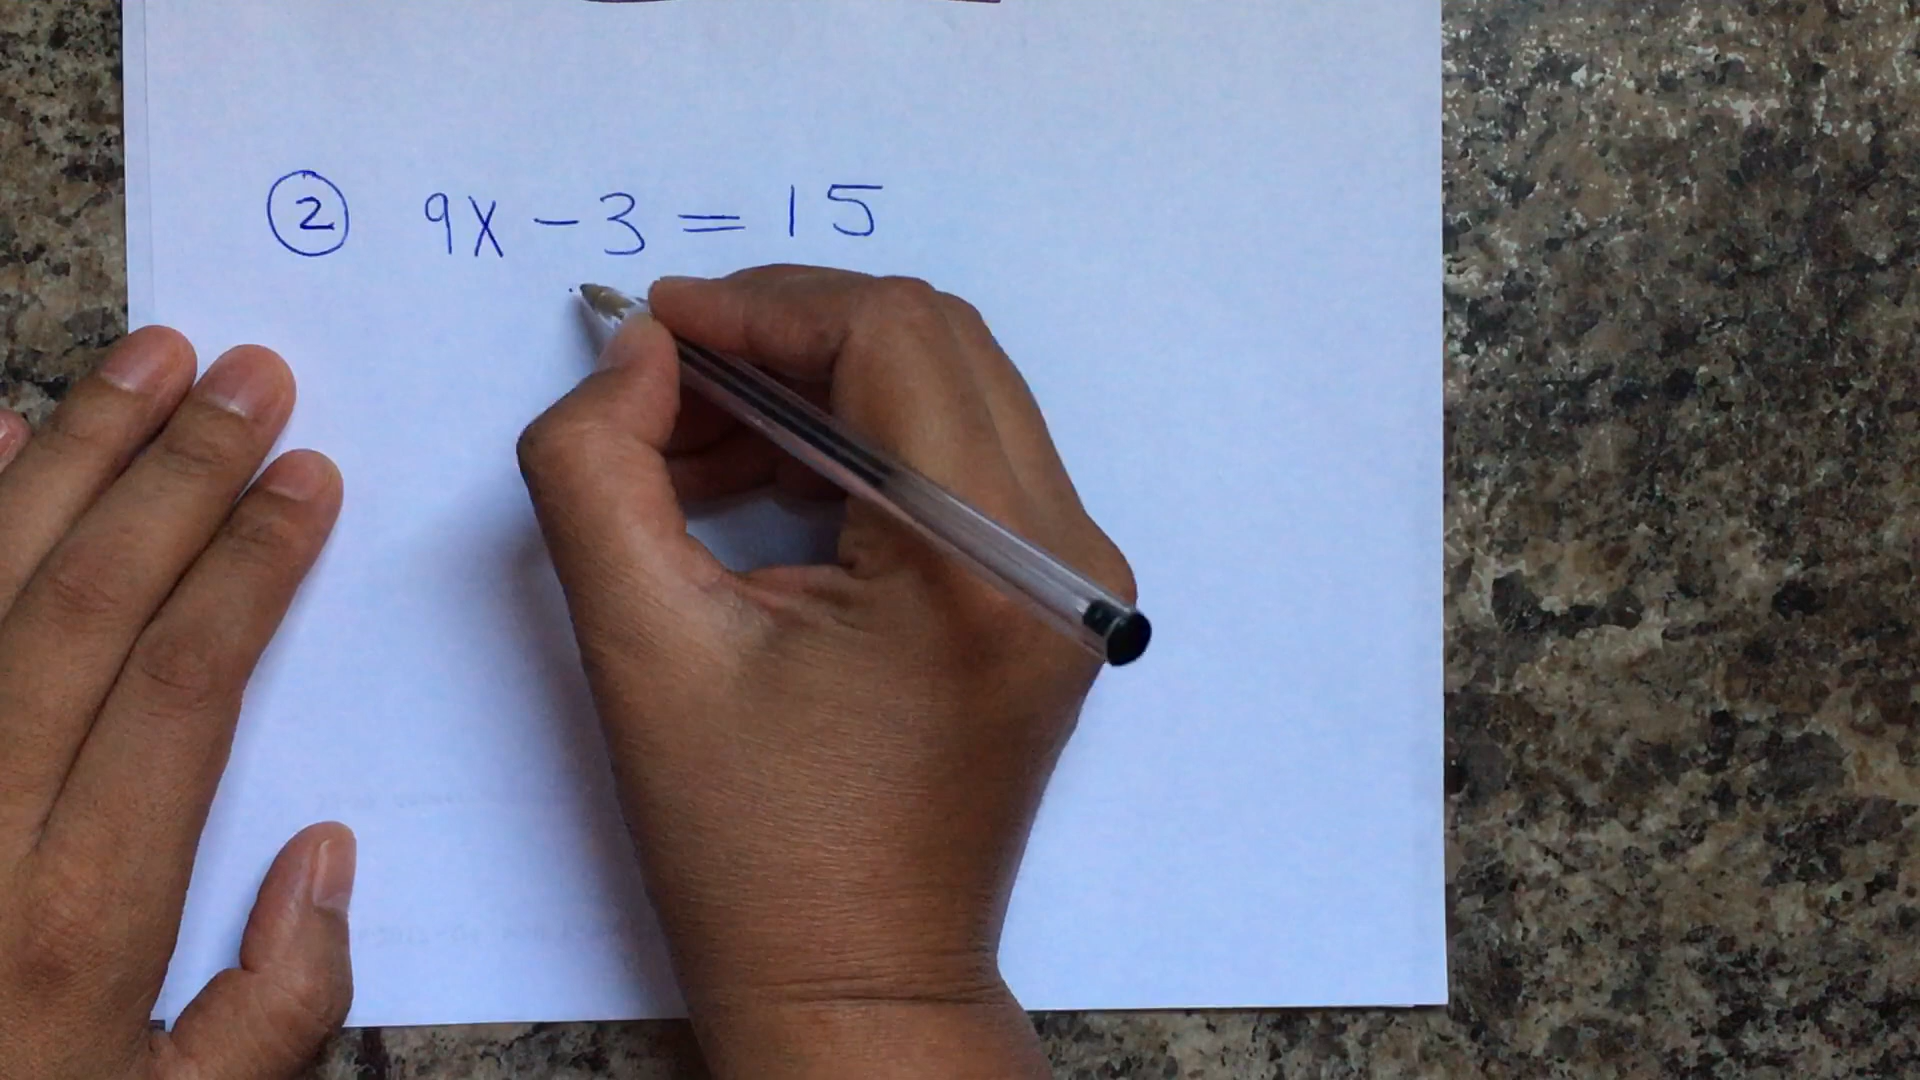 ② 9x - 3 = 15